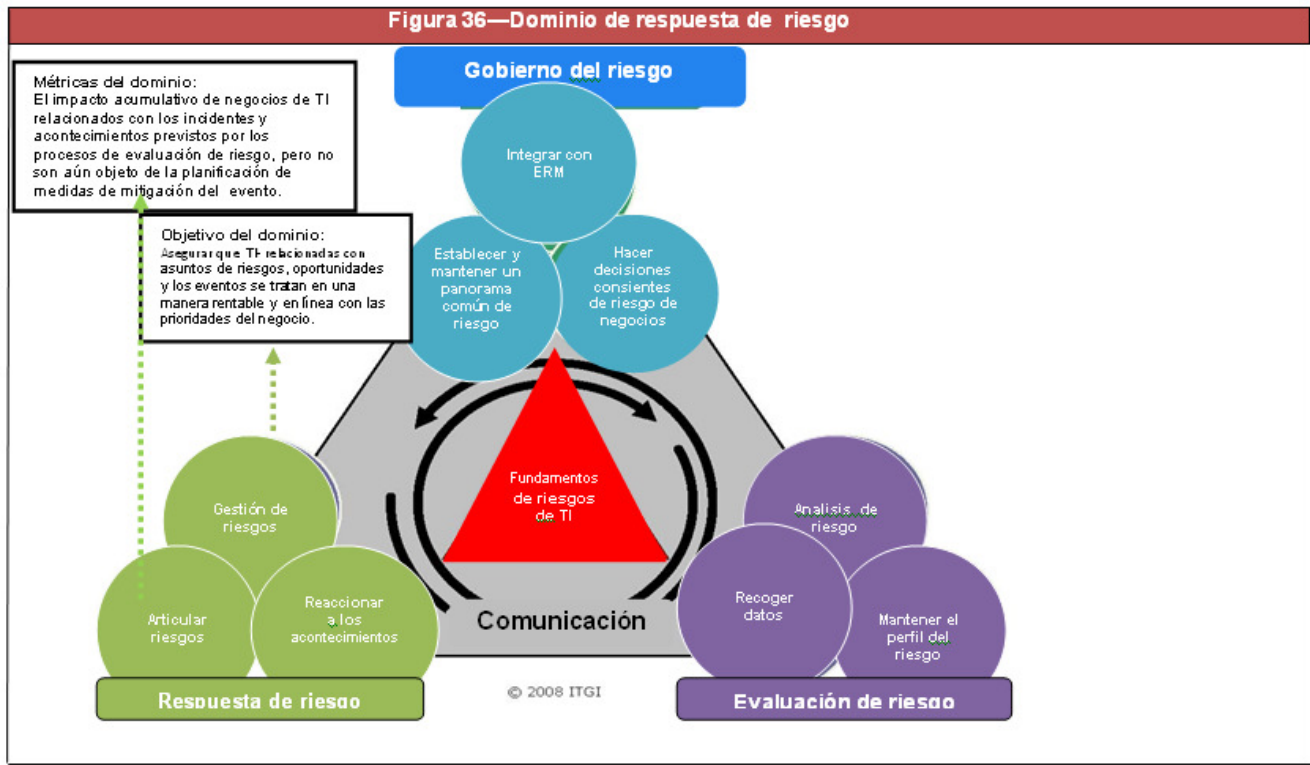 Figura 36—Dominio de respuesta de riesgo
Gobierno del riesgo
Métricas del dominio:
El impacto acumulativo de negocios de TI
relacionados con los incidentes y
acontecimientos previstos por los
procesos de evaluación de riesgo, pero no
son aún objeto de la planificación de
medidas de mitigación del evento.
Objetivo del dominio:
Asegurar que TI- relacionadas con
asuntos de riesgos, oportunidades
y los eventos se tratan en una
manera rentable y en línea con las
prioridades del negocio.
Integrar con
ERM
Establecer y
mantener un
panorama
común de
riesgo
Hacer
decisiones
consientes
de riesgo de
negocios
Fundamentos
de riesgos
de TI
Comunicación
Gestión de
riesgos
Articular
riesgos
Reaccionar
a los
acontecimientos
Respuesta de riesgo
Analisis de
riesgo
Recoger
datos
Mantener el
perfil del
riesgo
Evaluación de riesgo
© 2008 ITGI